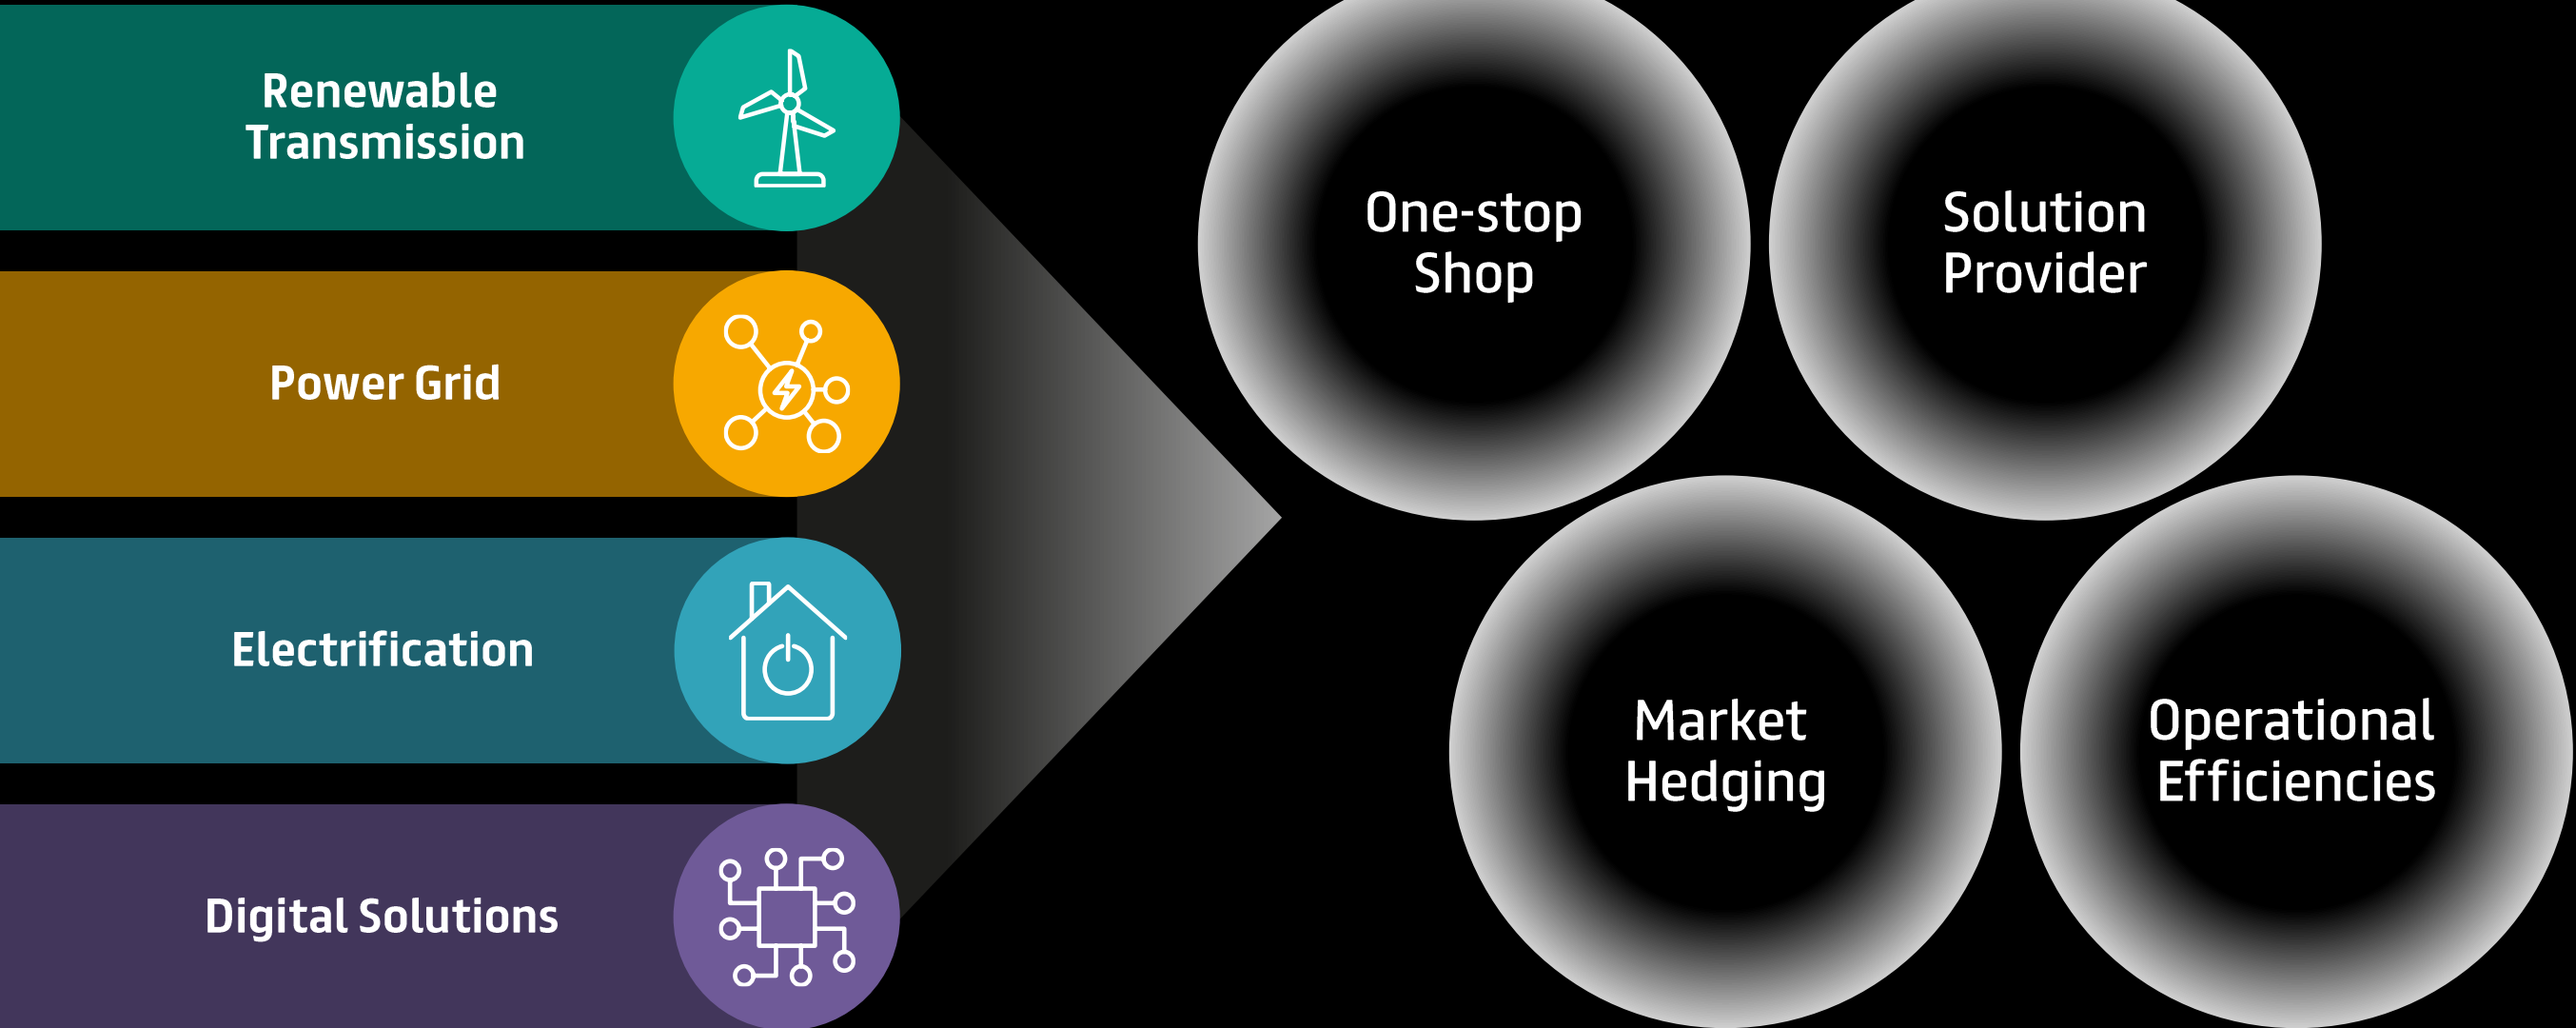 Renewable
Transmission
Power Grid
Electrification
Digital Solutions
One-stop
Shop
Solution
Provider
Market
Hedging
Operational
Efficiencies